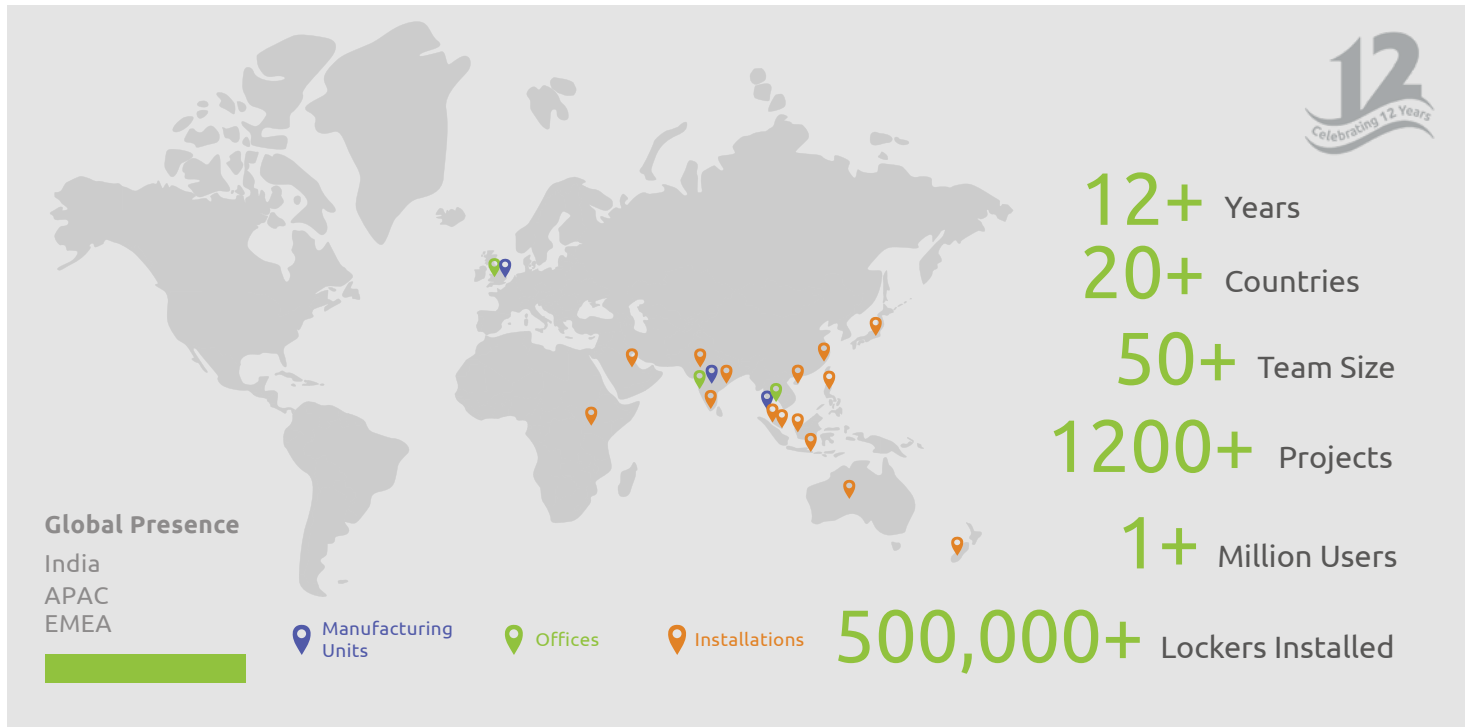 12
Celebrating 12 Years
12+ Years
20+ Countries
50+ Team Size
1200+ Projects
1+ Million Users
500,000+ Lockers Installed
Global Presence
India
APAC
EMEA
Manufacturing
Units
Offices
Installations